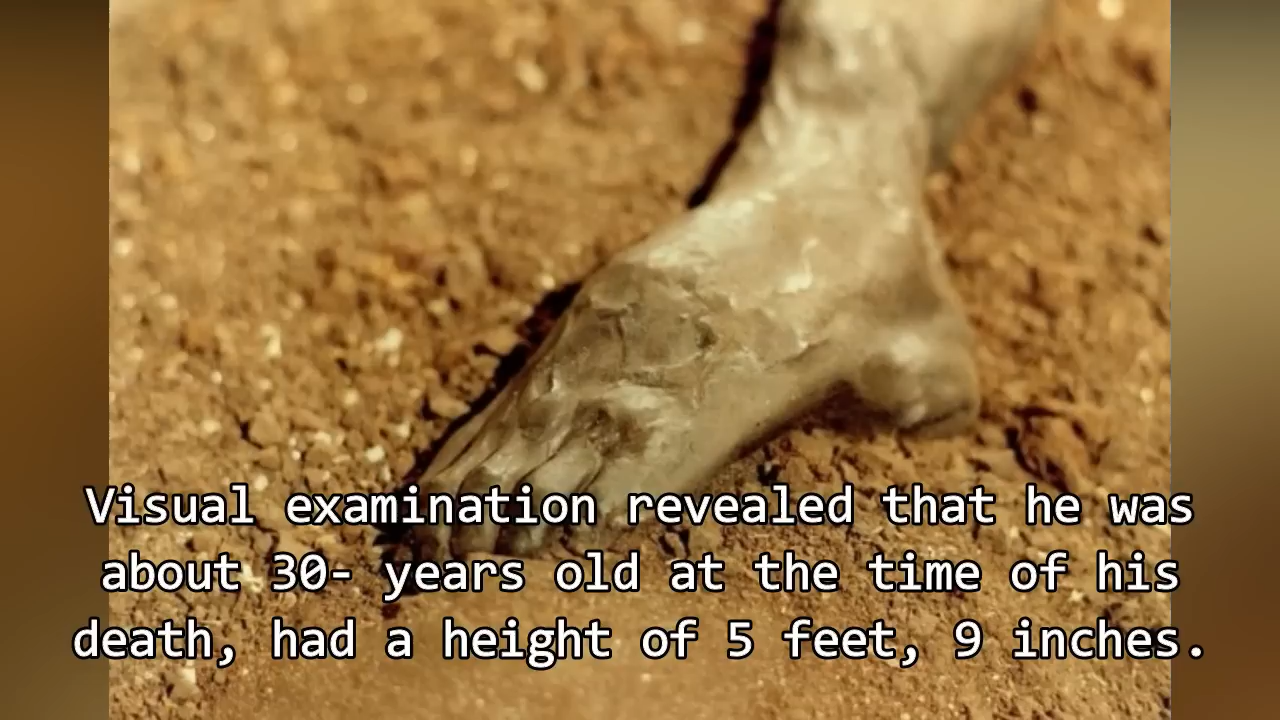 Visual examination revealed that he was
about 30- years old at the time of his
death, had a height of 5 feet, 9 inches.